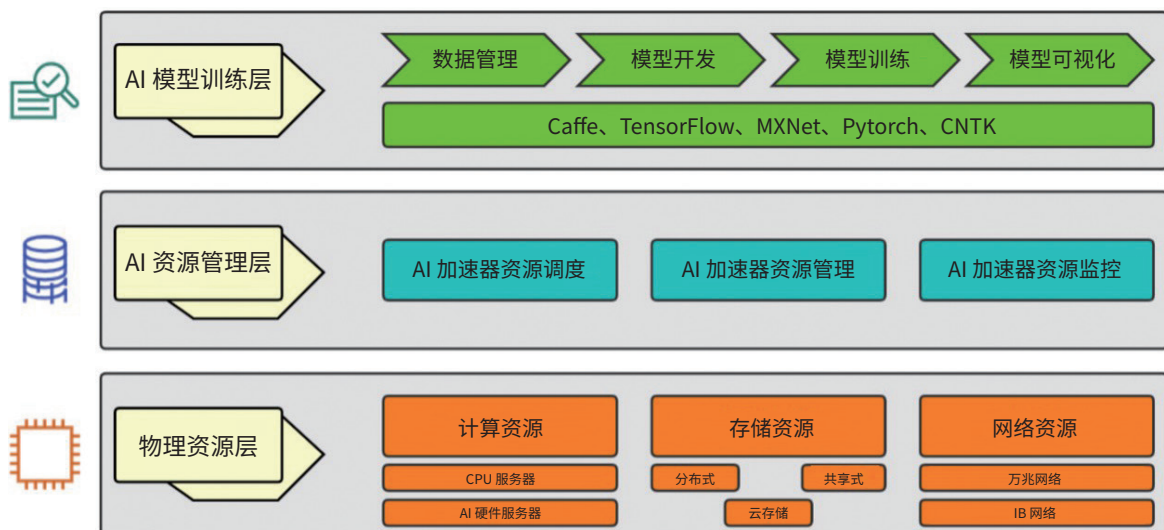 AI 模型训练层
数据管理
模型开发
模型训练
模型可视化
Caffe、TensorFlow、MXNet、Pytorch、CNTK
AI 资源管理层
AI 加速器资源调度
AI 加速器资源管理
AI 加速器资源监控
物理资源层
计算资源
存储资源
网络资源
CPU 服务器
分布式
共享式
万兆网络
AI 硬件服务器
云存储
IB 网络